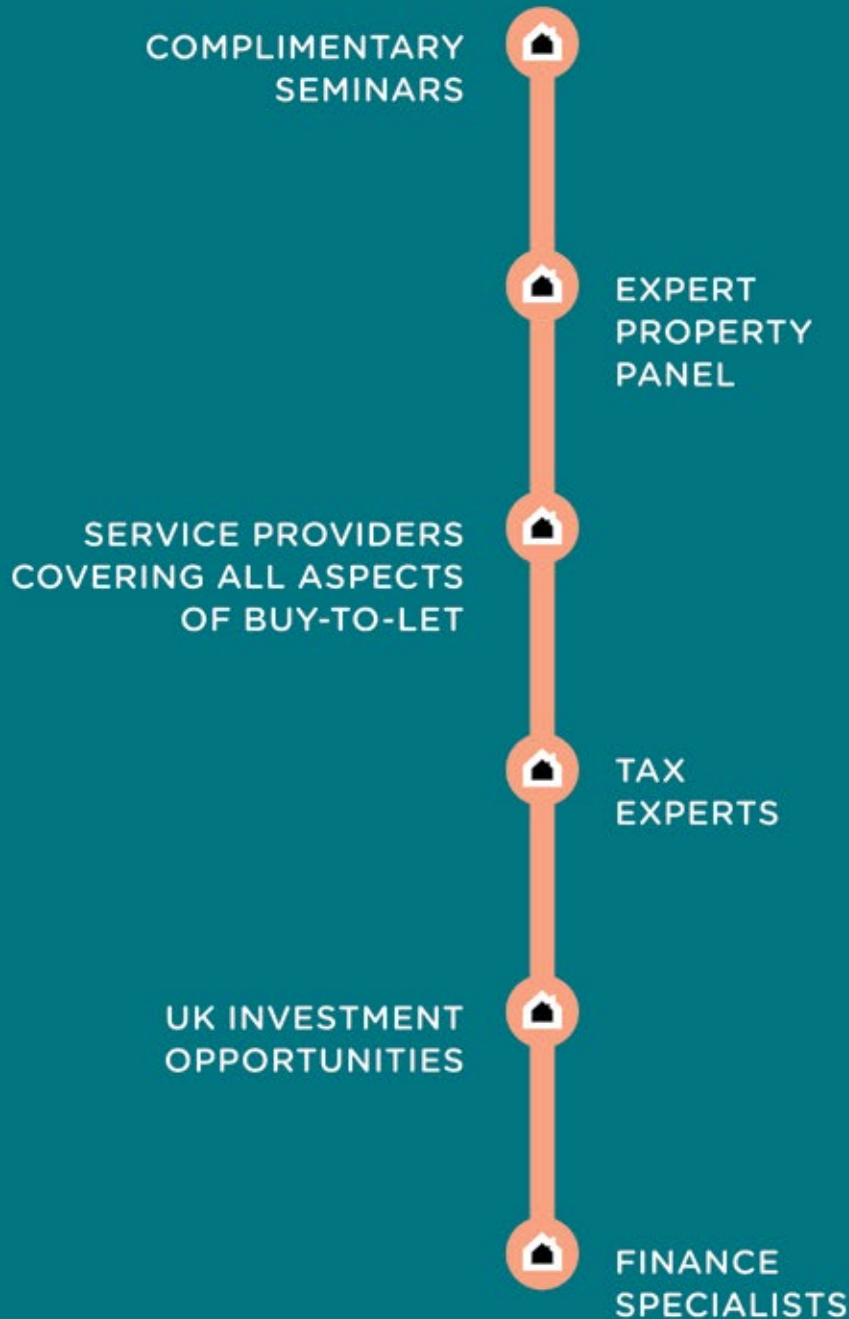 COMPLIMENTARY
SEMINARS
EXPERT
PROPERTY
PANEL
SERVICE PROVIDERS
COVERING ALL ASPECTS
OF BUY-TO-LET
TAX
EXPERTS
UK INVESTMENT
OPPORTUNITIES
FINANCE
SPECIALISTS